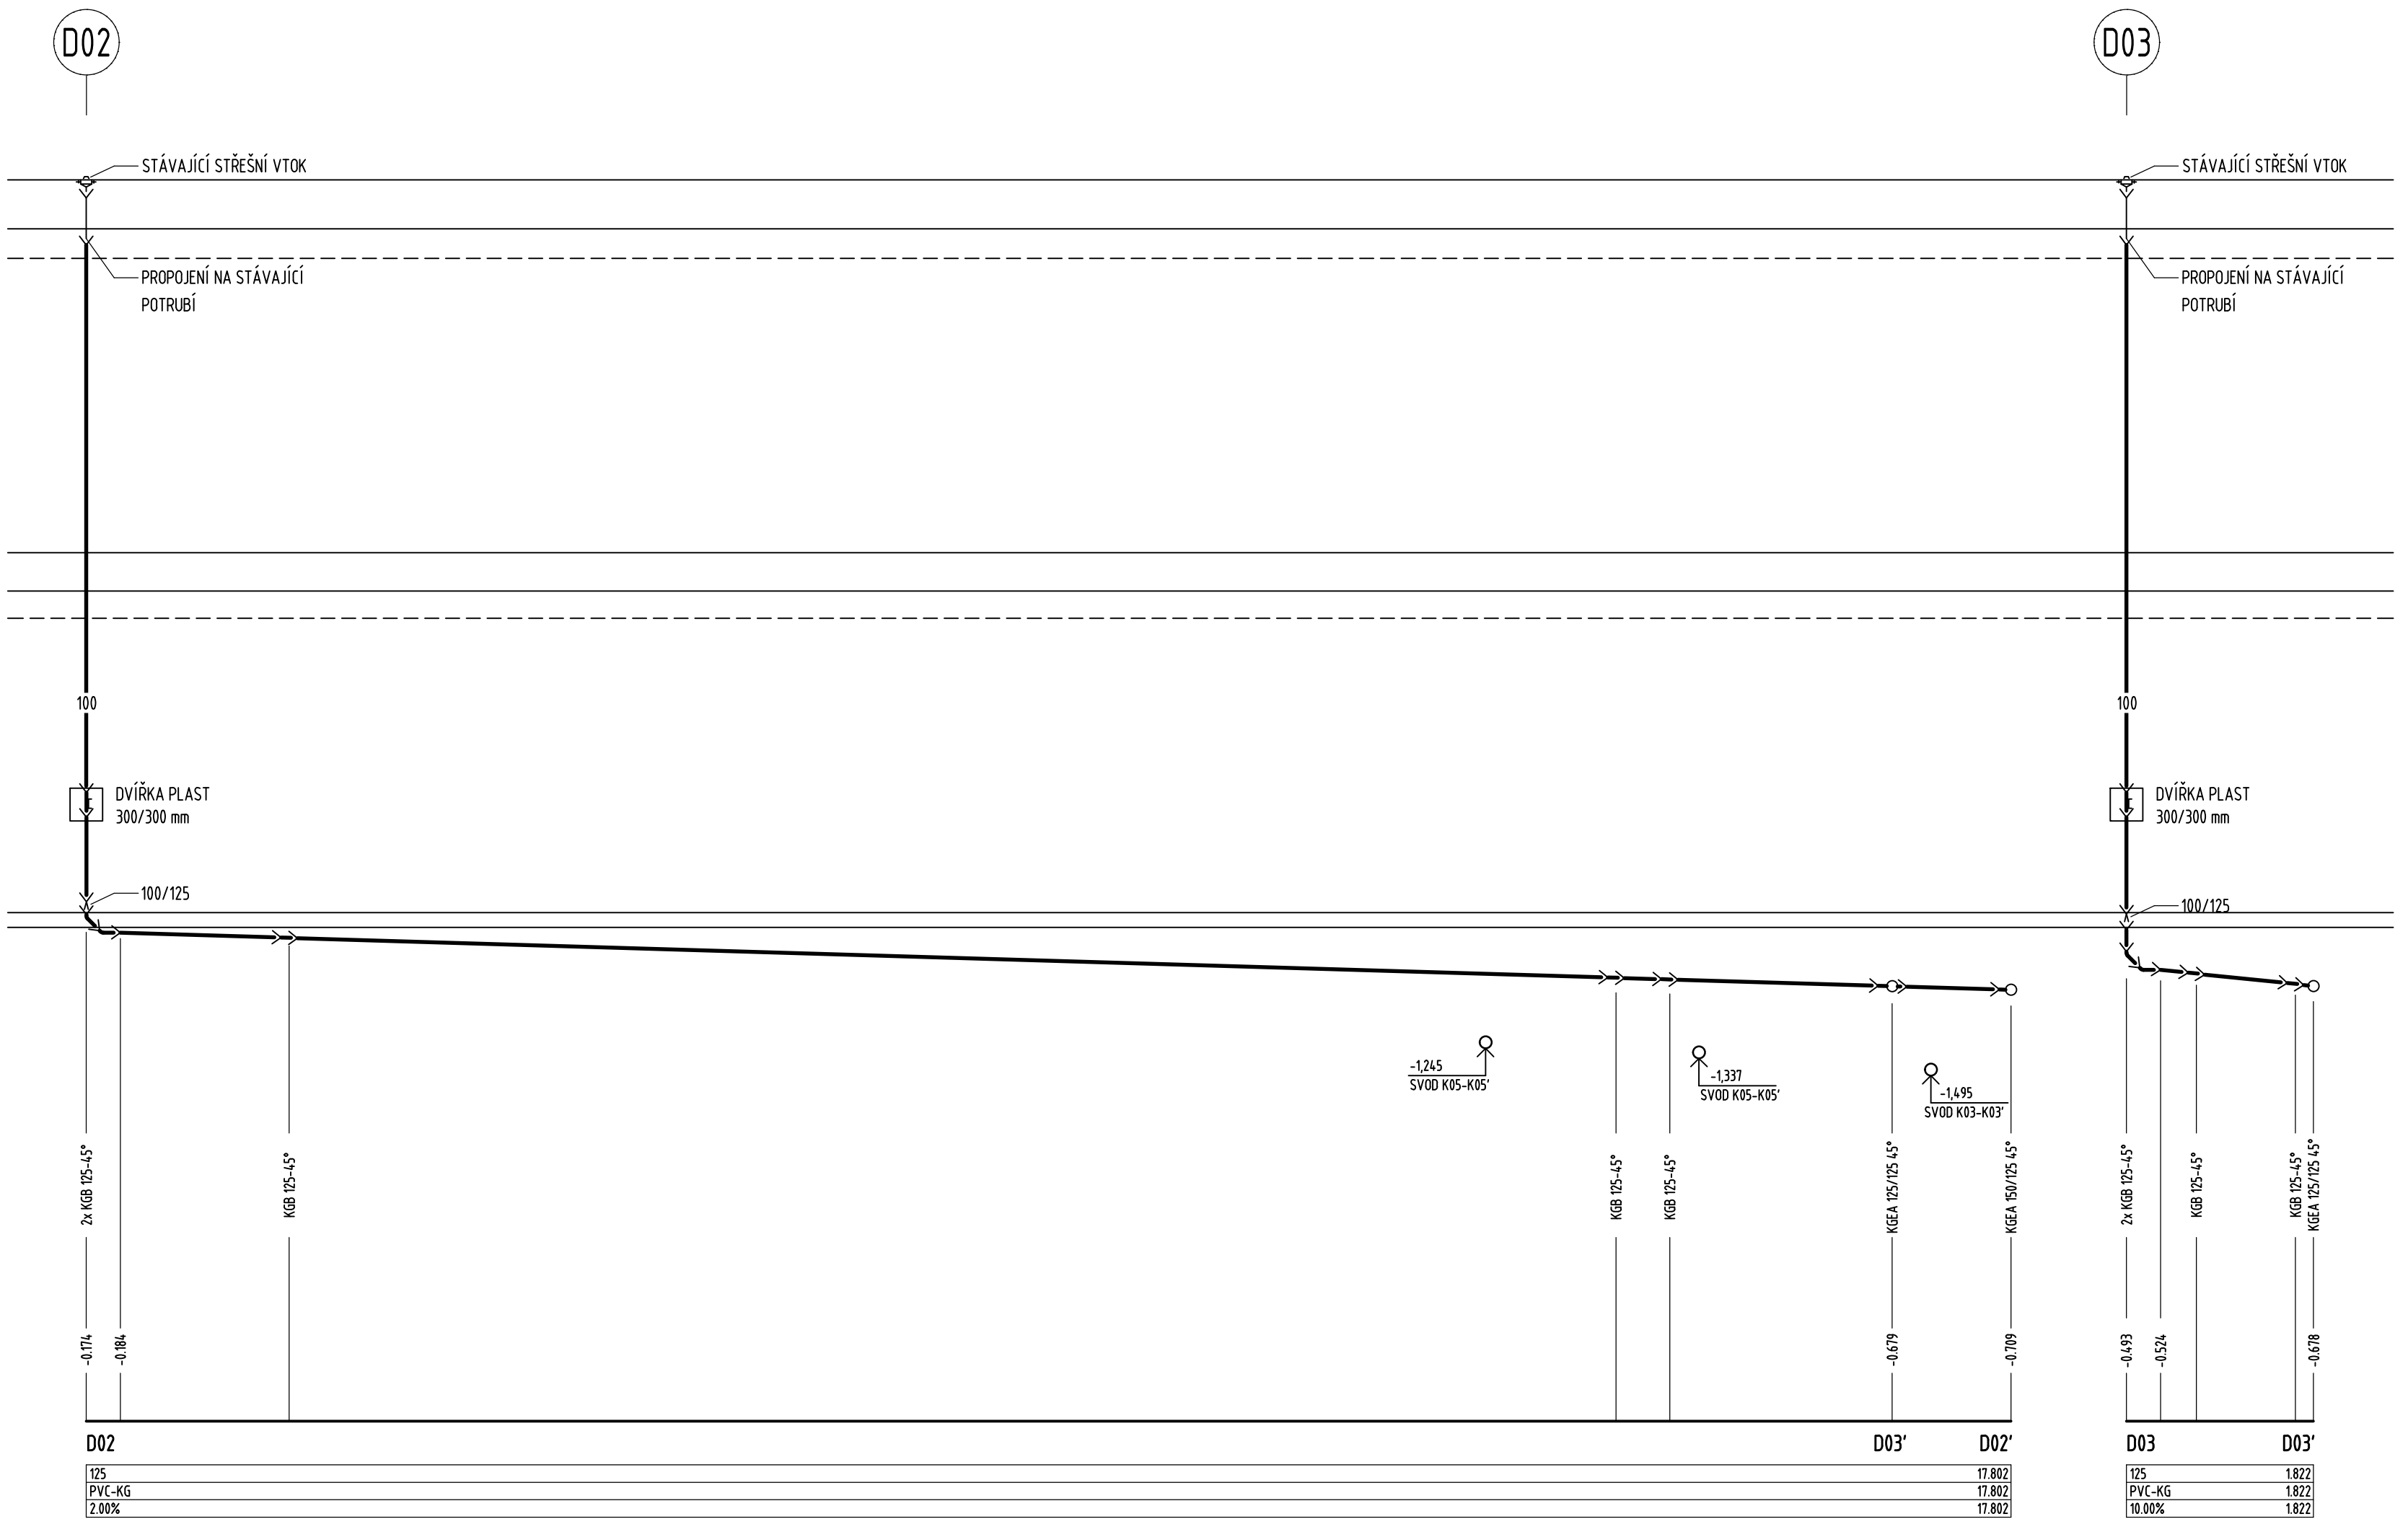 D02
D03
STÁVAJÍCÍ STŘEŠNÍ VTOK
STÁVAJÍCÍ STŘEŠNÍ VTOK
PROPOJENÍ NA STÁVAJÍCÍ
POTRUBÍ
PROPOJENÍ NA STÁVAJÍCÍ
POTRUBÍ
100
100
DVÍŘKA PLAST
300/300 mm
DVÍŘKA PLAST
300/300 mm
100/125
100/125
-1,245
SVOD K05-K05'
-1,337
SVOD K05-K05'
-1,495
SVOD K03-K03'
2x KGB 125-45°
KGB 125-45°
KGB 125-45°
KGB 125-45°
KGEA 125/125 45°
KGEA 150/125 45°
2x KGB 125-45°
KGB 125-45°
KGB 125-45°
KGEA 125/125 45°
-0.174
-0.184
-0.679
-0.709
-0.493
-0.524
-0.678
D02
D03'
D02'
D03
D03'
125 17.802
PVC-KG 17.802
2.00% 17.802
125 1.822
PVC-KG 1.822
10.00% 1.822